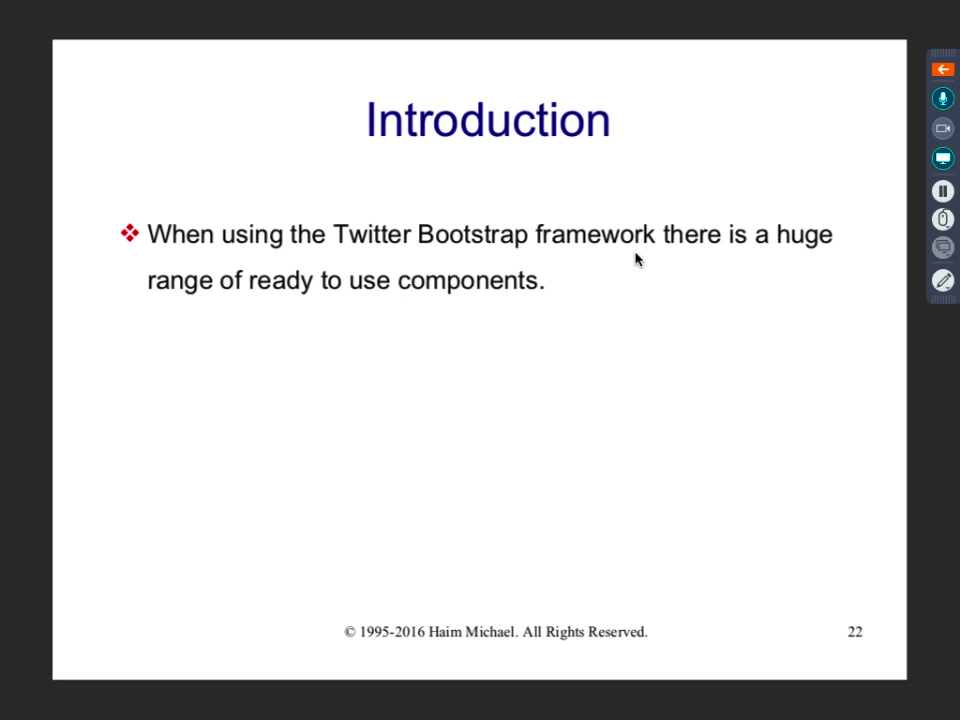 Introduction
When using the Twitter Bootstrap framework there is a huge
range of ready to use components.
© 1995-2016 Haim Michael. All Rights Reserved.
22